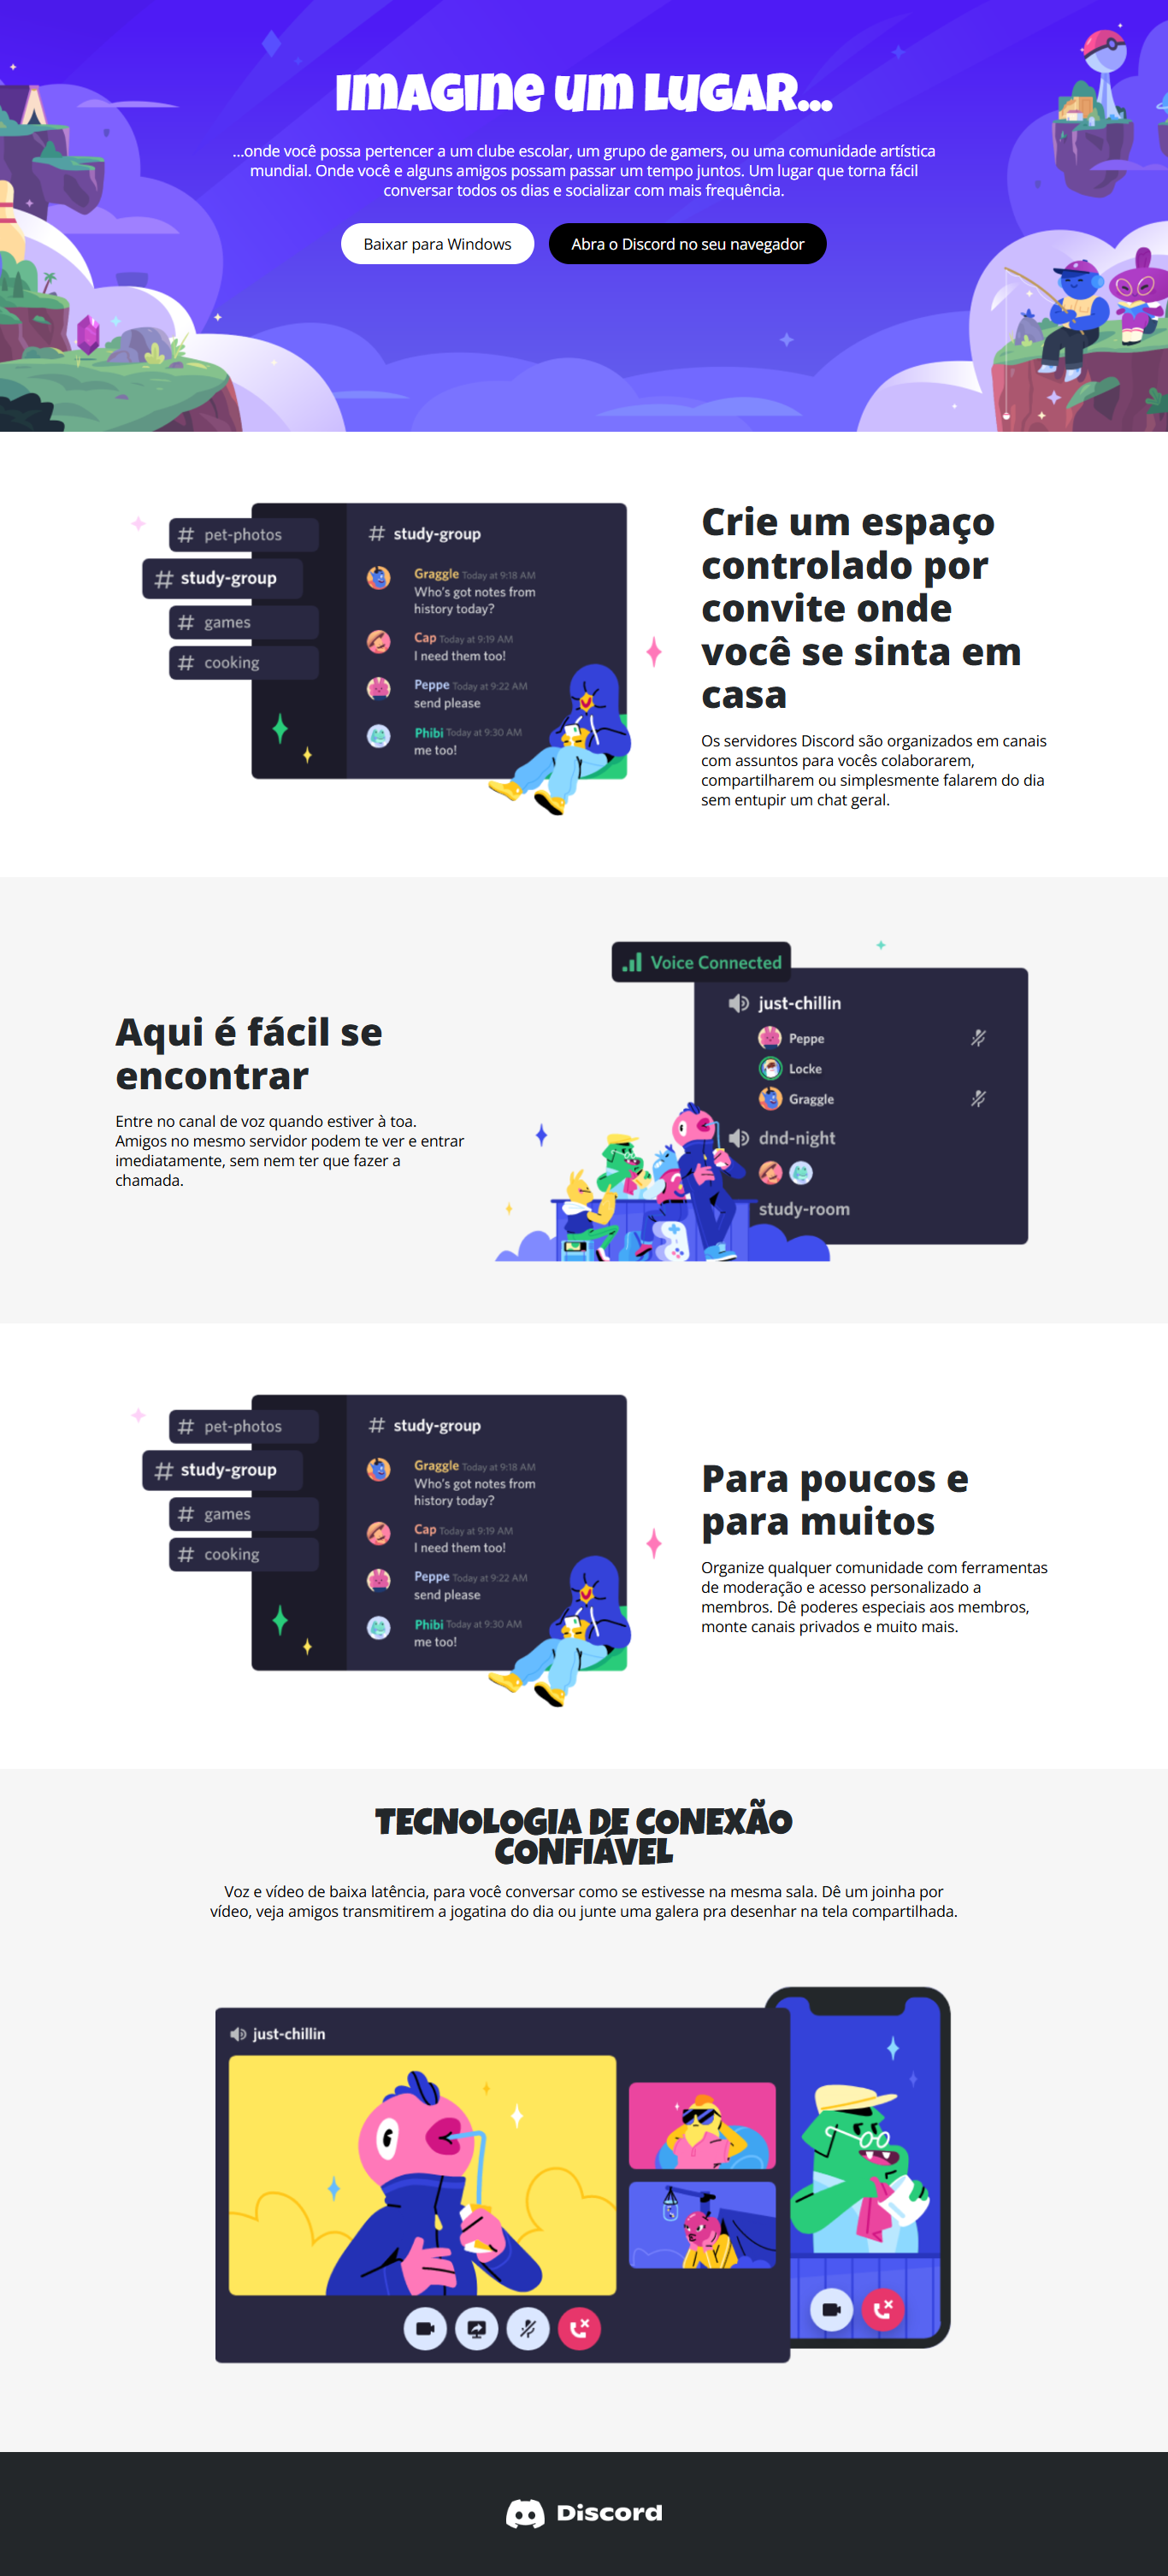 Imagine um lugar...
...onde você possa pertencer a um clube escolar, um grupo de gamers, ou uma comunidade artística
mundial. Onde você e alguns amigos possam passar um tempo juntos. Um lugar que torna fácil
conversar todos os dias e socializar com mais frequência.
Baixar para Windows
Abra o Discord no seu navegador
# pet-photos
# study-group
# games
# cooking
# study-group
Graggle Today at 9:18 AM
Who's got notes from
history today?
Cap Today at 9:19 AM
I need them too!
Peppe Today at 9:22 AM
send please
Phibi Today at 9:30 AM
me too!
Crie um espaço
controlado por
convite onde
você se sinta em
casa
Os servidores Discord são organizados em canais
com assuntos para vocês colaborarem,
compartilharem ou simplesmente falarem do dia
sem entupir um chat geral.
Aqui é fácil se
encontrar
Entre no canal de voz quando estiver à toa.
Amigos no mesmo servidor podem te ver e entrar
imediatamente, sem nem ter que fazer a
chamada.
Voice Connected
just-chillin
Peppe
Locke
Graggle
dnd-night
study-room
# pet-photos
# study-group
# games
# cooking
# study-group
Graggle Today at 9:18 AM
Who's got notes from
history today?
Cap Today at 9:19 AM
I need them too!
Peppe Today at 9:22 AM
send please
Phibi Today at 9:30 AM
me too!
Para poucos e
para muitos
Organize qualquer comunidade com ferramentas
de moderação e acesso personalizado a
membros. Dê poderes especiais aos membros,
monte canais privados e muito mais.
TECNOLOGIA DE CONEXÃO
CONFIÁVEL
Voz e vídeo de baixa latência, para você conversar como se estivesse na mesma sala. Dê um joinha por
vídeo, veja amigos transmitirem a jogatina do dia ou junte uma galera pra desenhar na tela compartilhada.
just-chillin
Discord